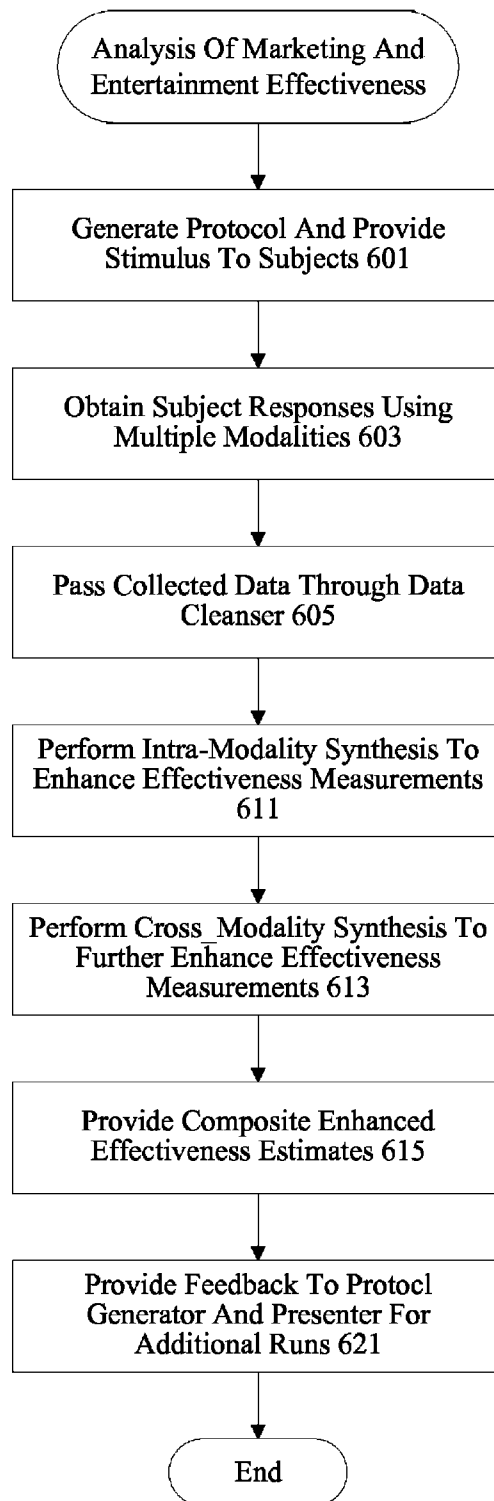 Analysis Of Marketing And
Entertainment Effectiveness
Generate Protocol And Provide
Stimulus To Subjects 601
Obtain Subject Responses Using
Multiple Modalities 603
Pass Collected Data Through Data
Cleanser 605
Perform Intra-Modality Synthesis To
Enhance Effectiveness Measurements
611
Perform Cross_Modality Synthesis To
Further Enhance Effectiveness
Measurements 613
Provide Composite Enhanced
Effectiveness Estimates 615
Provide Feedback To Protocl
Generator And Presenter For
Additional Runs 621
End